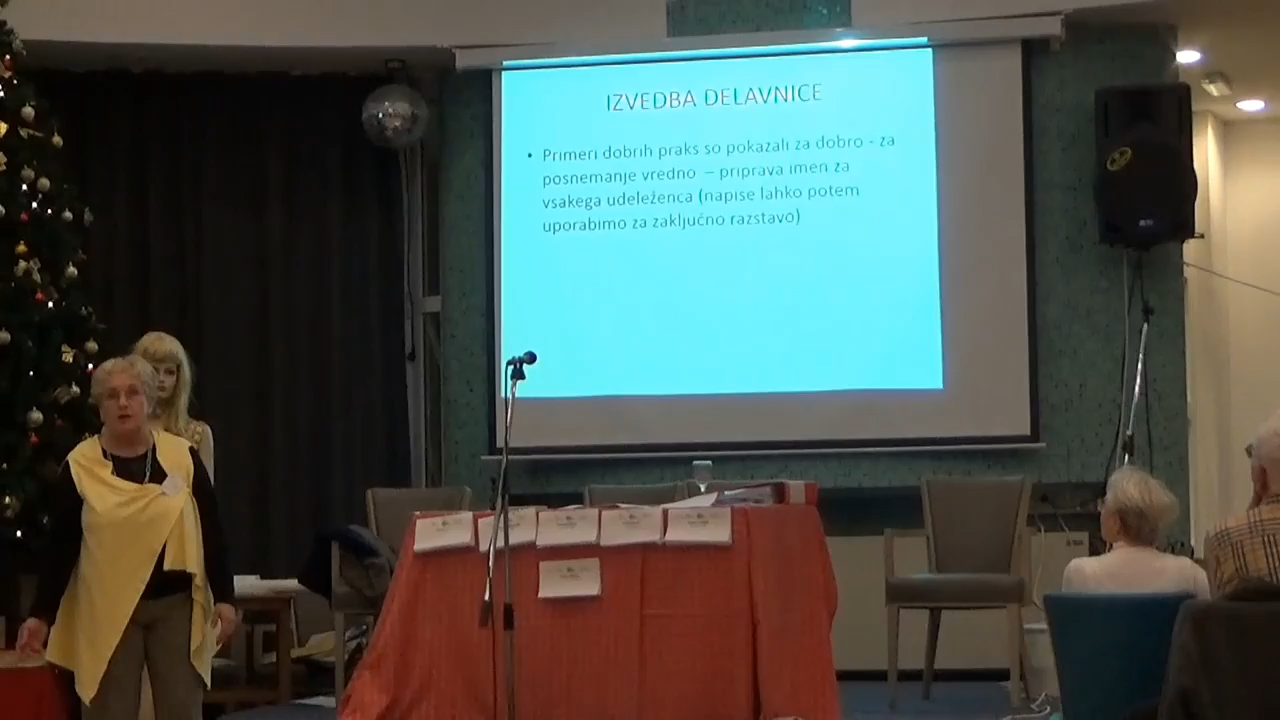 IZVEDBA DELAVNICE
• Primeri dobrih praks so pokazali za dobro - za
posnemanje vredno – priprava imen za
vsakega udeleženca (napise lahko potem
uporabimo za zaključno razstavo)